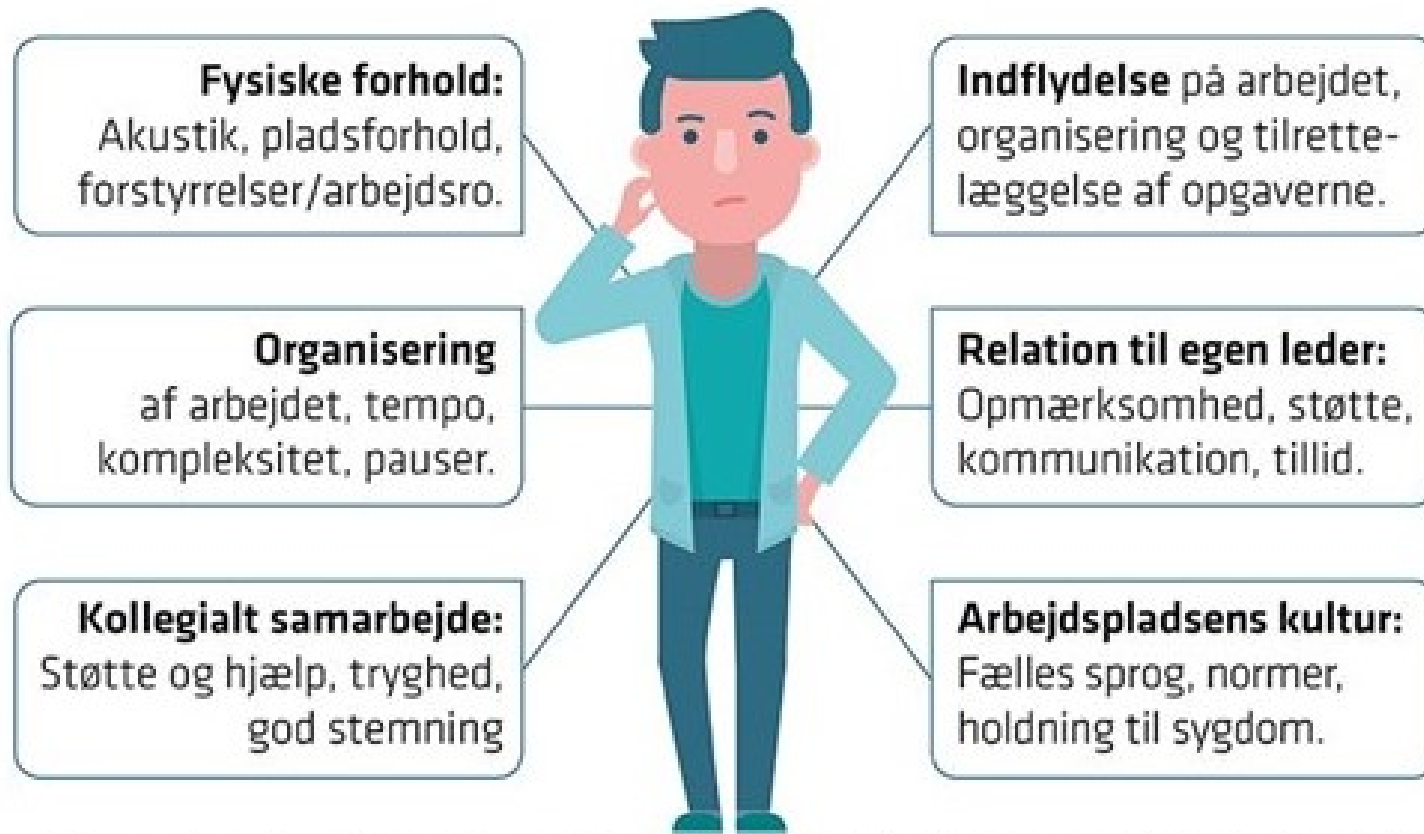 Fysiske forhold:
Akustik, pladsforhold,
forstyrrelser/arbejdsro.
Organisering
af arbejdet, tempo,
kompleksitet, pauser.
Kollegialt samarbejde:
Støtte og hjælp, tryghed,
god stemning
Indflydelse på arbejdet,
organisering og tilrette-
læggelse af opgaverne.
Relation til egen leder:
Opmærksomhed, støtte,
kommunikation, tillid.
Arbejdspladsens kultur:
Fælles sprog, normer,
holdning til sygdom.